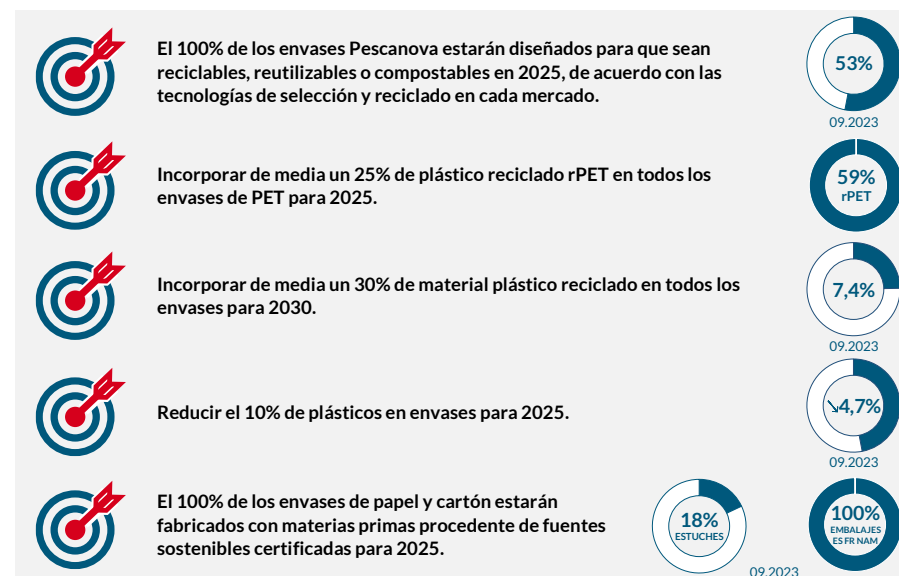 El 100% de los envases Pescanova estarán diseñados para que sean
reciclables, reutilizables o compostables en 2025, de acuerdo con las
tecnologías de selección y reciclado en cada mercado.
53%
09.2023
Incorporar de media un 25% de plástico reciclado rPET en todos los
envases de PET para 2025.
59%
rPET
Incorporar de media un 30% de material plástico reciclado en todos los
envases para 2030.
7,4%
09.2023
Reducir el 10% de plásticos en envases para 2025.
↘4,7%
09.2023
El 100% de los envases de papel y cartón estarán
fabricados con materias primas procedente de fuentes
sostenibles certificadas para 2025.
18%
ESTUCHES
100%
EMBALAJES
ES FR NAM
09.2023